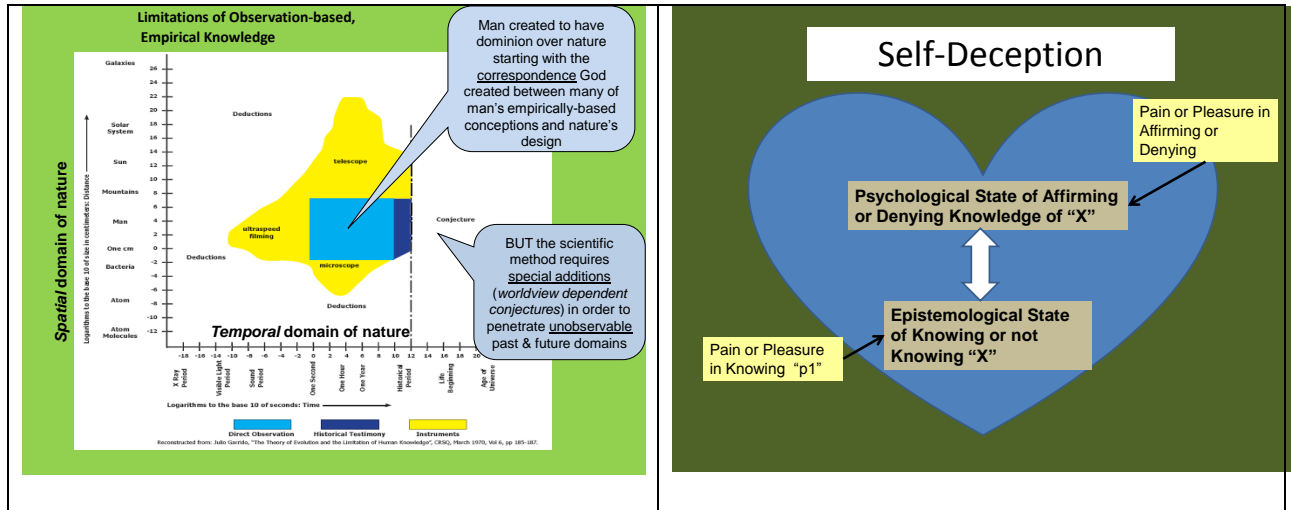 Limitations of Observation-based,
Empirical Knowledge
Man created to have
dominion over nature
starting with the
correspondence God
created between many of
man's empirically-based
conceptions and nature's
design
Galaxies
Solar
System
Sun
Mountains
Man
One cm
Bacteria
Atom
Atom
Molecules
Spatial domain of nature
Logarithms to the base 10 of size in centimeters: Distance
26
24
22
20
18
16
14
12
10
8
6
4
2
0
-2
-4
-6
-8
-10
-12
Deductions
telescope
ultraspeed
filming
Conjecture
Deductions
microscope
Deductions
BUT the scientific
method requires
special additions
(worldview dependent
conjectures) in order to
penetrate unobservable
past & future domains
Temporal domain of nature
-18 -16 -14 -12 -10 -8 -6 -4 -2 0 2 4 6 8 10 12 14 16 18 20
X Ray
Period
Visible Light
Period
Sound
Period
One Second
One Hour
One Year
Historical
Period
Life
Beginning
Age of
Universe
Logarithms to the base 10 of seconds: Time
Direct Observation
Historical Testimony
Instruments
Reconstructed from: Julio Garrido, "The Theory of Evolution and the Limitation of Human Knowledge", CRSQ, March 1970, Vol 6, pp 185-187.
Self-Deception
Pain or Pleasure in
Affirming or
Denying
Psychological State of Affirming
or Denying Knowledge of "X"
Epistemological State
of Knowing or not
Knowing "X"
Pain or Pleasure
in Knowing "p1"